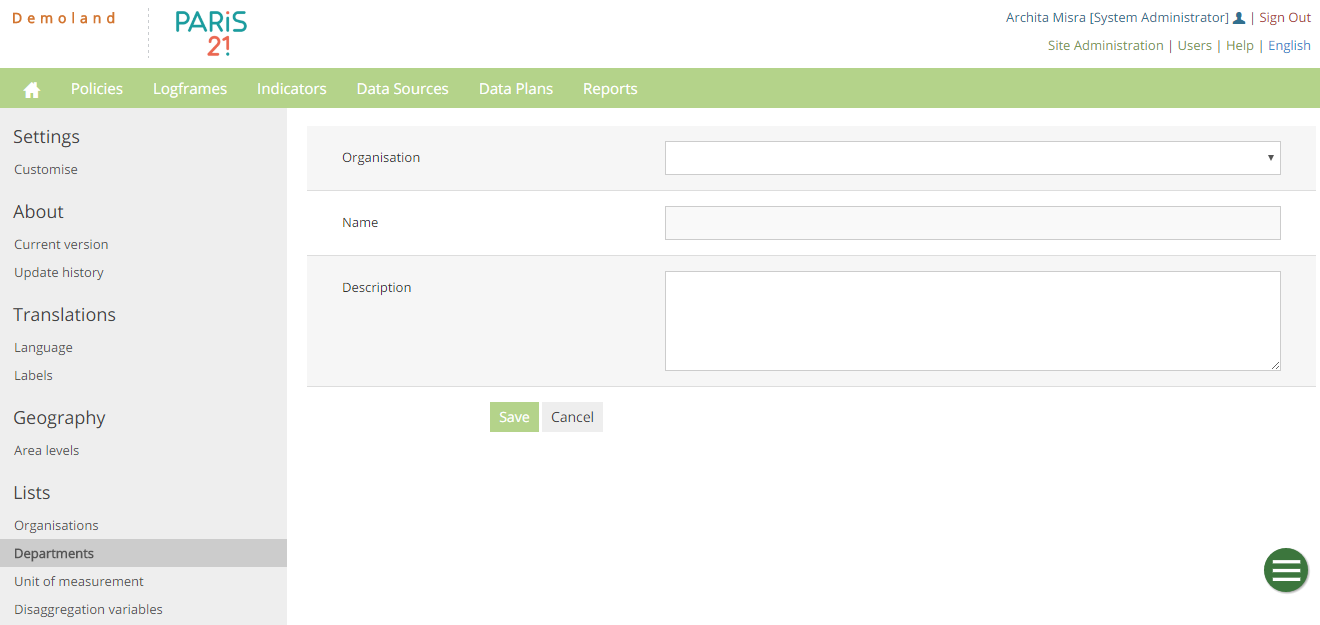 Demoland
PARiS
21
Archita Misra [System Administrator] | Sign Out
Site Administration | Users | Help | English
Policies Logframes Indicators Data Sources Data Plans Reports
Settings
Customise
About
Current version
Update history
Translations
Language
Labels
Geography
Area levels
Lists
Organisations
Departments
Unit of measurement
Disaggregation variables
Organisation
Name
Description
Save Cancel